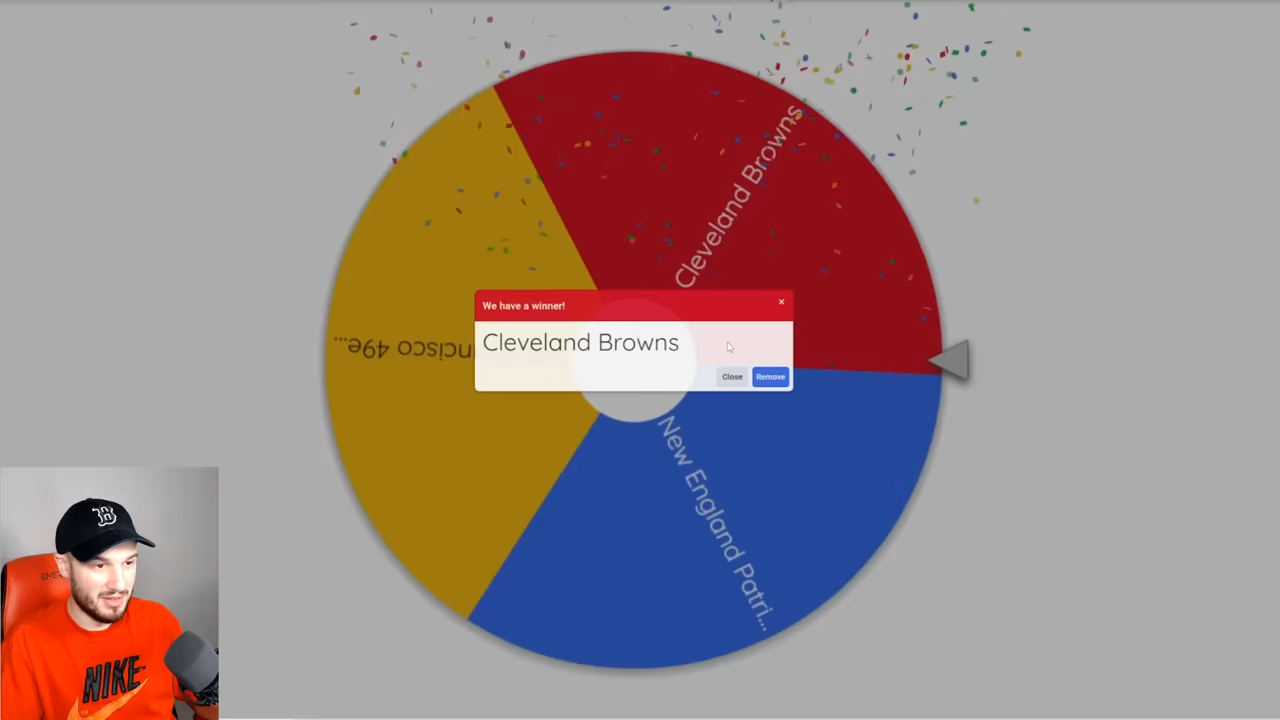 Cleveland Browns
We have a winner!
×
Cleveland Browns
ncisco 49e...
Close
Remove
New England Patri...
B
NIKE